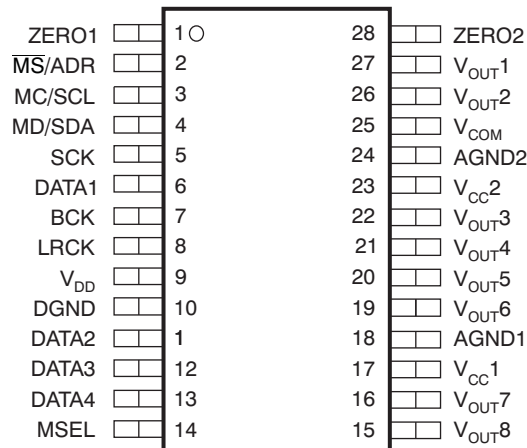 ZERO1 1 28 ZERO2
MS/ADR 2 27 VOUT1
MC/SCL 3 26 VOUT2
MD/SDA 4 25 VCOM
SCK 5 24 AGND2
DATA1 6 23 VCC2
BCK 7 22 VOUT3
LRCK 8 21 VOUT4
VDD 9 20 VOUT5
DGND 10 19 VOUT6
DATA2 1 18 AGND1
DATA3 12 17 VCC1
DATA4 13 16 VOUT7
MSEL 14 15 VOUT8